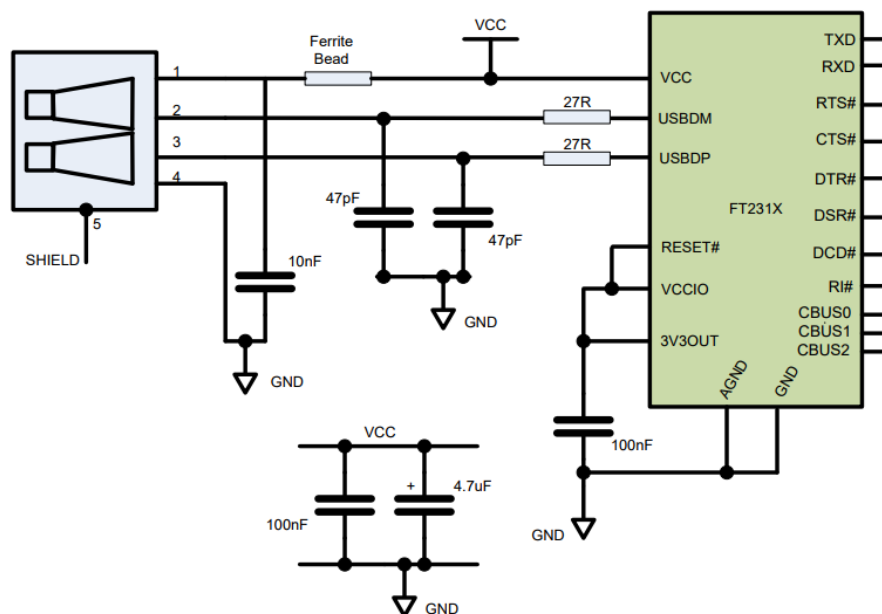 VCC
Ferrite
Bead
1
2
3
4
5
SHIELD
27R
27R
47pF
47pF
10nF
GND
GND
VCC
USBDM
USBDP
RESET#
VCCIO
3V3OUT
FT231X
TXD
RXD
RTS#
CTS#
DTR#
DSR#
DCD#
RI#
CBUS0
CBUS1
CBUS2
AGND
GND
100nF
GND
VCC
100nF
+
4.7uF
GND